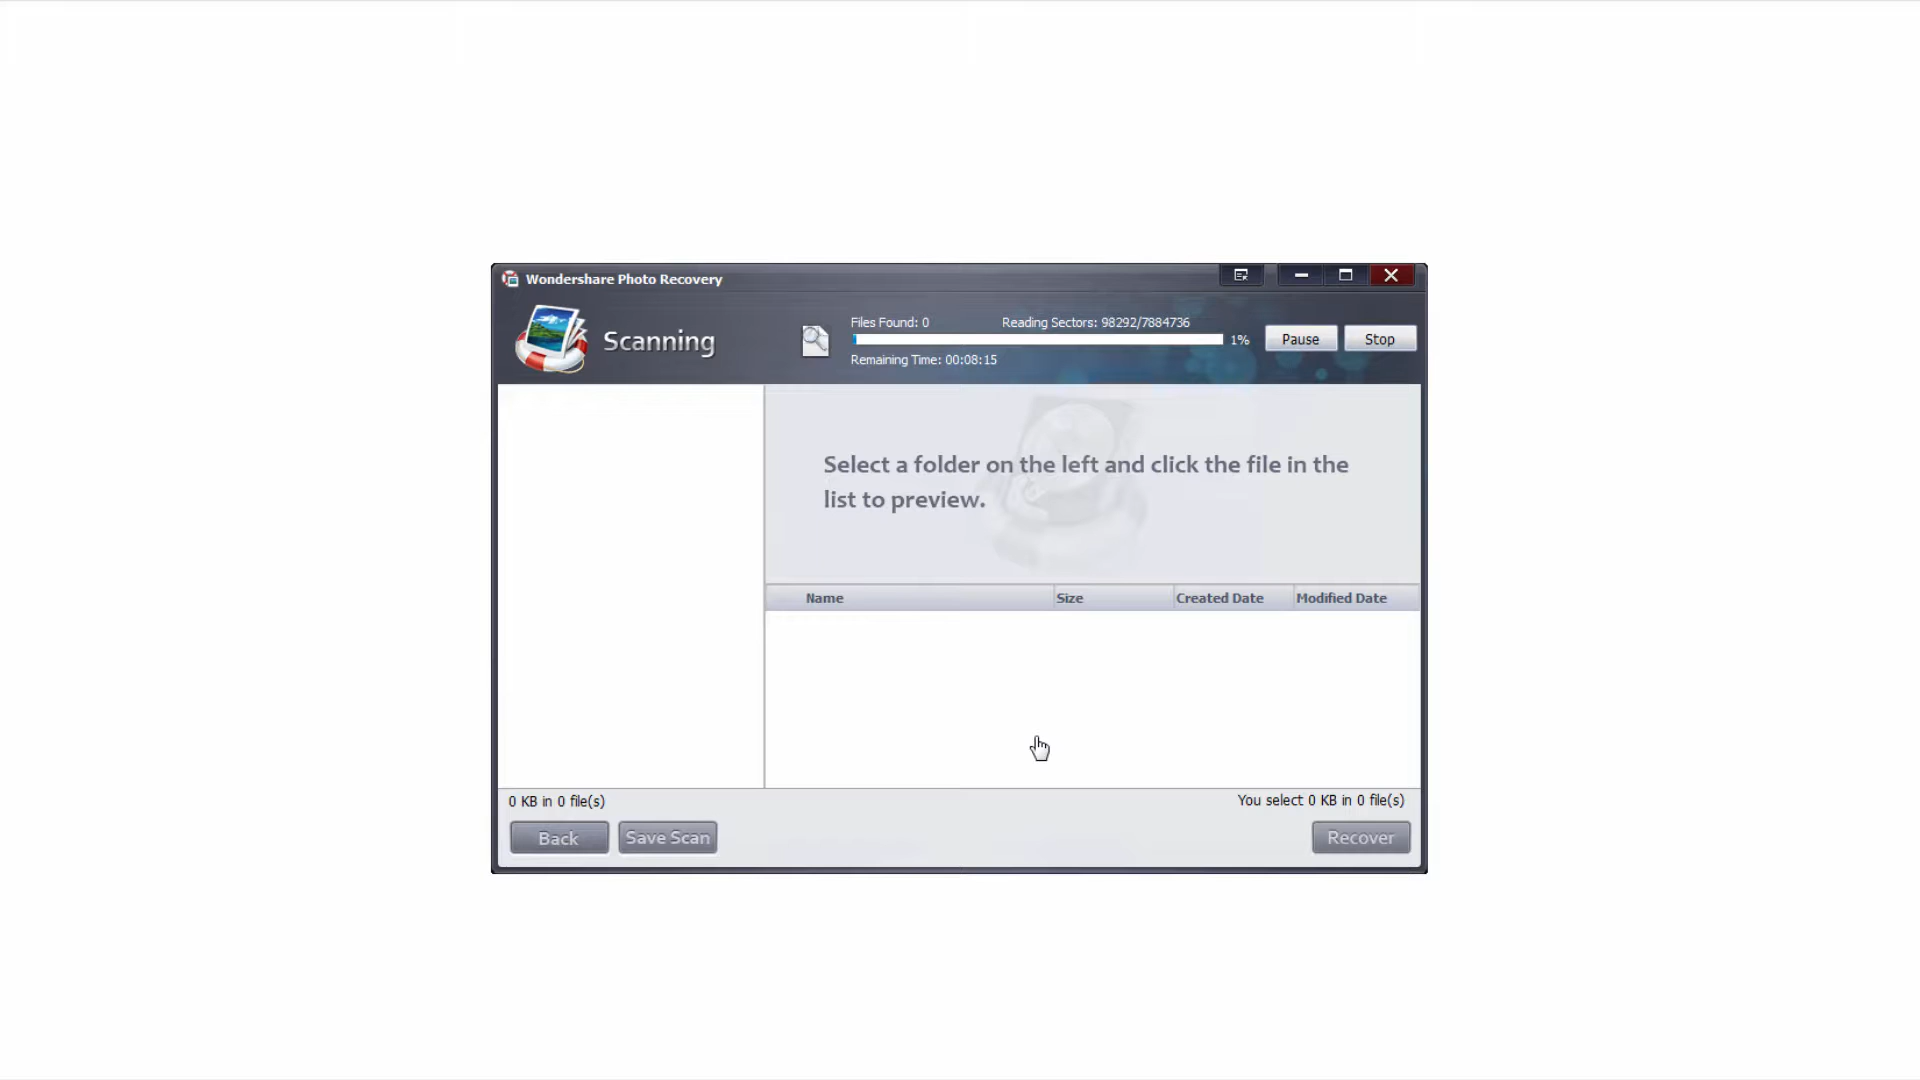 Wondershare Photo Recovery
Scanning
Files Found: 0
Reading Sectors: 98292/7884736
1%
Remaining Time: 00:08:15
Pause
Stop
Select a folder on the left and click the file in the
list to preview.
Name
Size
Created Date
Modified Date
0 KB in 0 file(s)
You select 0 KB in 0 file(s)
Back
Save Scan
Recover